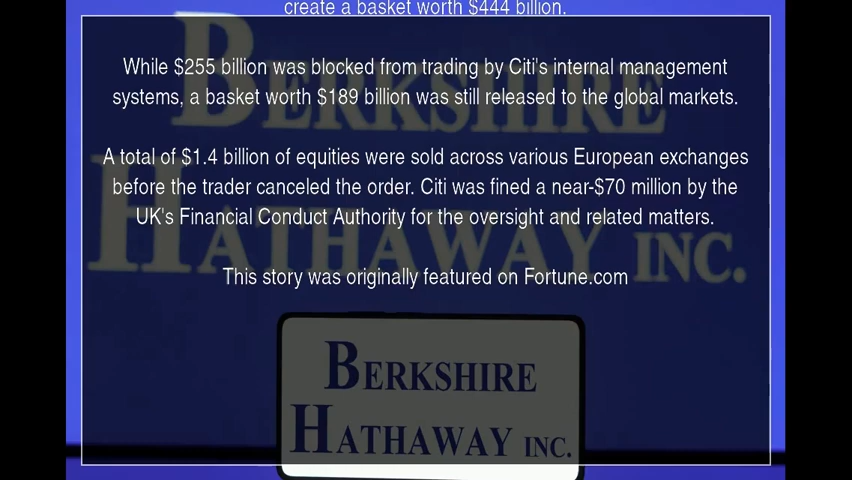 create a basket worth $444 billion.
While $255 billion was blocked from trading by Citi's internal management
systems, a basket worth $189 billion was still released to the global markets.
A total of $1.4 billion of equities were sold across various European exchanges
before the trader canceled the order. Citi was fined a near-$70 million by the
UK's Financial Conduct Authority for the oversight and related matters.
This story was originally featured on Fortune.com
BERKSHIRE
HATHAWAY INC.
BERKSHIRE
HATHAWAY INC.